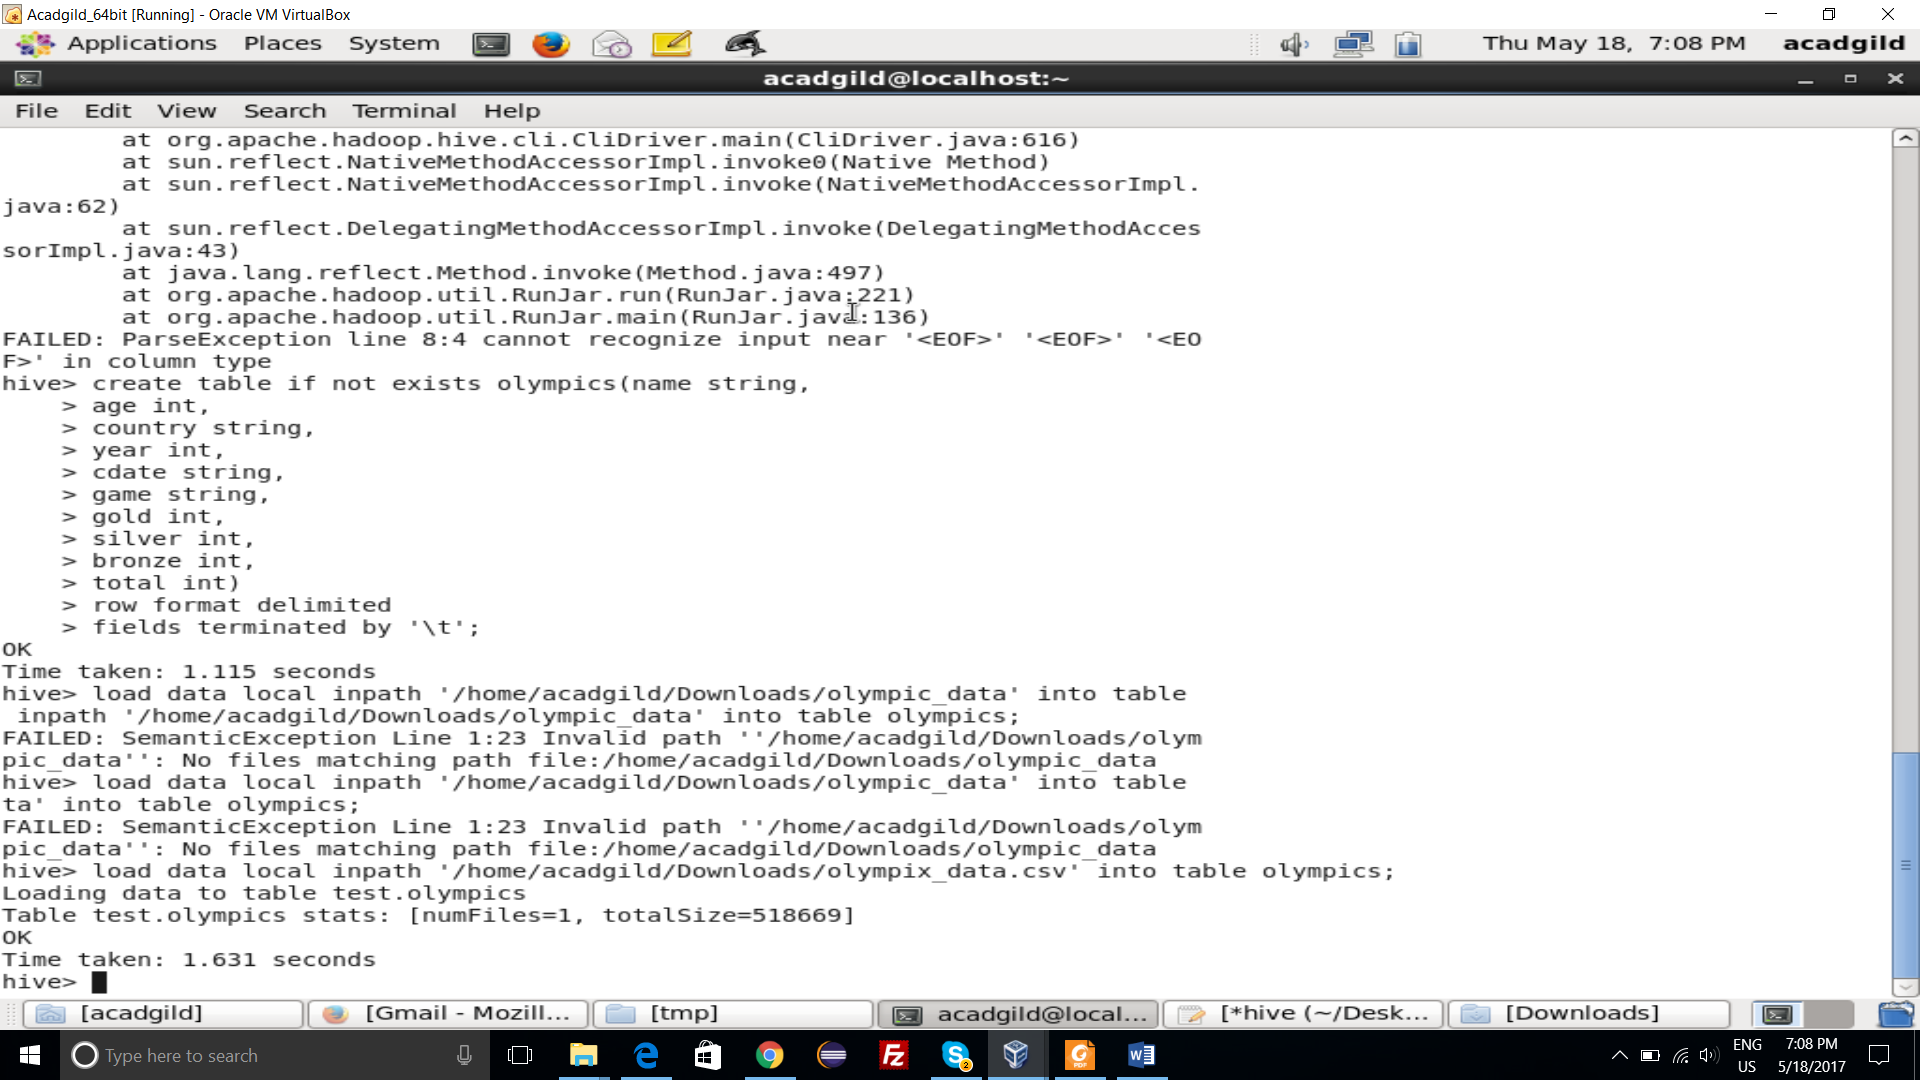 Acadgild_64bit [Running] - Oracle VM VirtualBox
Applications Places System Thu May 18, 7:08 PM acadgild
acadgild@localhost:~
File Edit View Search Terminal Help
at org.apache.hadoop.hive.cli.CliDriver.main(CliDriver.java:616)
at sun.reflect.NativeMethodAccessorImpl.invoke0(Native Method)
at sun.reflect.NativeMethodAccessorImpl.invoke(NativeMethodAccessorImpl.
java:62)
at sun.reflect.DelegatingMethodAccessorImpl.invoke(DelegatingMethodAcces
sorImpl.java:43)
at java.lang.reflect.Method.invoke(Method.java:497)
at org.apache.hadoop.util.RunJar.run(RunJar.java:221)
at org.apache.hadoop.util.RunJar.main(RunJar.java:136)
FAILED: ParseException line 8:4 cannot recognize input near '<EOF>' '<EOF>' '<EO
F>' in column type
hive> create table if not exists olympics(name string,
> age int,
> country string,
> year int,
> cdate string,
> game string,
> gold int,
> silver int,
> bronze int,
> total int)
> row format delimited
> fields terminated by '\t';
OK
Time taken: 1.115 seconds
hive> load data local inpath '/home/acadgild/Downloads/olympic_data' into table
inpath '/home/acadgild/Downloads/olympic_data' into table olympics;
FAILED: SemanticException Line 1:23 Invalid path ''/home/acadgild/Downloads/olym
pic_data'': No files matching path file:/home/acadgild/Downloads/olympic_data
hive> load data local inpath '/home/acadgild/Downloads/olympic_data' into table
ta' into table olympics;
FAILED: SemanticException Line 1:23 Invalid path ''/home/acadgild/Downloads/olym
pic_data'': No files matching path file:/home/acadgild/Downloads/olympic_data
hive> load data local inpath '/home/acadgild/Downloads/olympix_data.csv' into table olympics;
Loading data to table test.olympics
Table test.olympics stats: [numFiles=1, totalSize=518669]
OK
Time taken: 1.631 seconds
hive>
[acadgild] [Gmail - Mozill... [tmp] acadgild@local... [*hive (~/Desk... [Downloads]
Type here to search
ENG 7:08 PM
US 5/18/2017